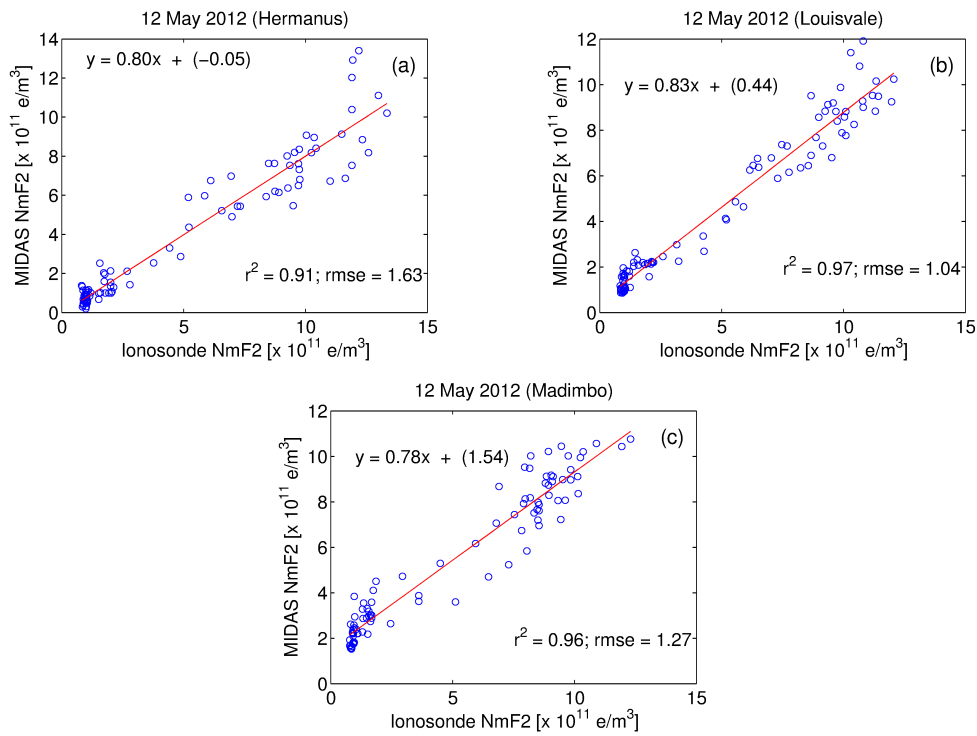 12 May 2012 (Hermanus)
14
12
10
8
6
4
2
0
MIDAS NmF2 [x 10¹¹ e/m³]
y = 0.80x + (−0.05)
(a)
r² = 0.91; rmse = 1.63
0 5 10 15
Ionosonde NmF2 [x 10¹¹ e/m³]
12 May 2012 (Louisvale)
12
10
8
6
4
2
0
MIDAS NmF2 [x 10¹¹ e/m³]
y = 0.83x + (0.44)
(b)
r² = 0.97; rmse = 1.04
0 5 10 15
Ionosonde NmF2 [x 10¹¹ e/m³]
12 May 2012 (Madimbo)
12
10
8
6
4
2
0
MIDAS NmF2 [x 10¹¹ e/m³]
y = 0.78x + (1.54)
(c)
r² = 0.96; rmse = 1.27
0 5 10 15
Ionosonde NmF2 [x 10¹¹ e/m³]